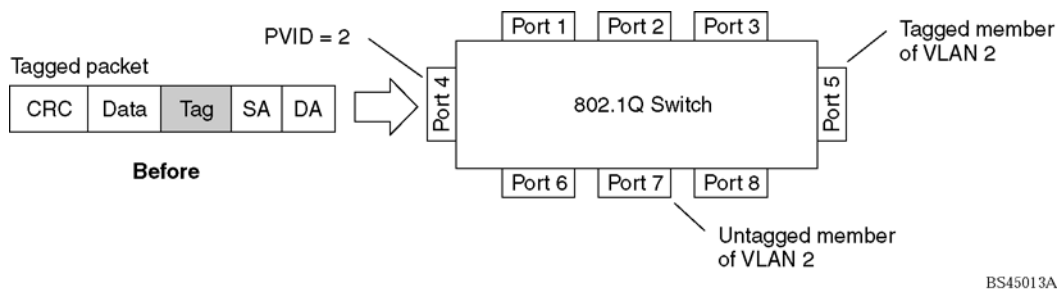 PVID = 2
Port 1
Port 2
Port 3
Tagged member
of VLAN 2
Tagged packet
CRC
Data
Tag
SA
DA
Port 4
802.1Q Switch
Port 5
Before
Port 6
Port 7
Port 8
Untagged member
of VLAN 2
BS45013A